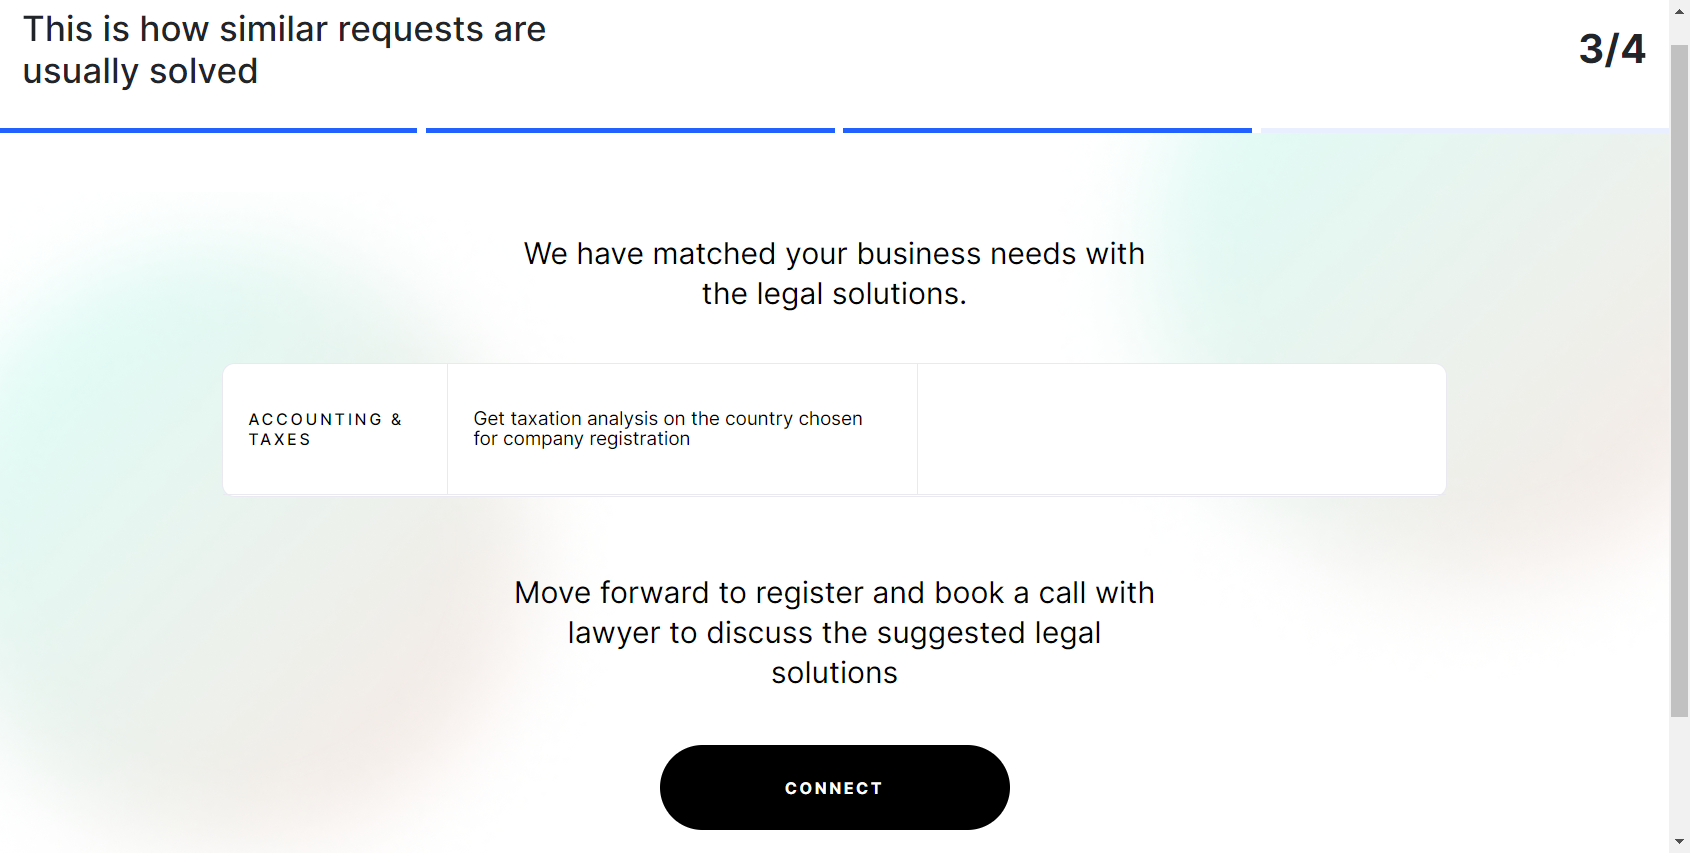 This is how similar requests are
usually solved
3/4
We have matched your business needs with
the legal solutions.
ACCOUNTING &
TAXES
Get taxation analysis on the country chosen
for company registration
Move forward to register and book a call with
lawyer to discuss the suggested legal
solutions
CONNECT